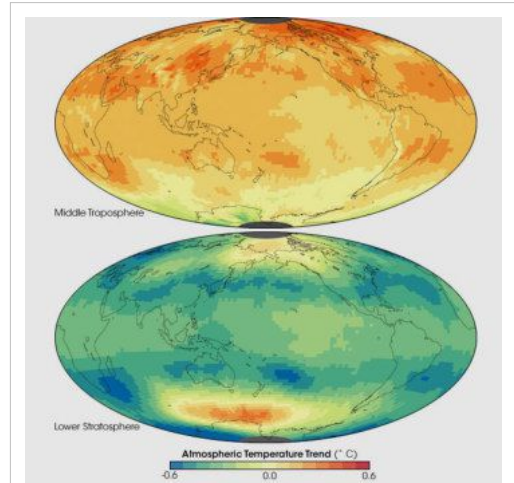 Middle Troposphere
Lower Stratosphere
Atmospheric Temperature Trend (° C)
-0.6 0.0 0.6